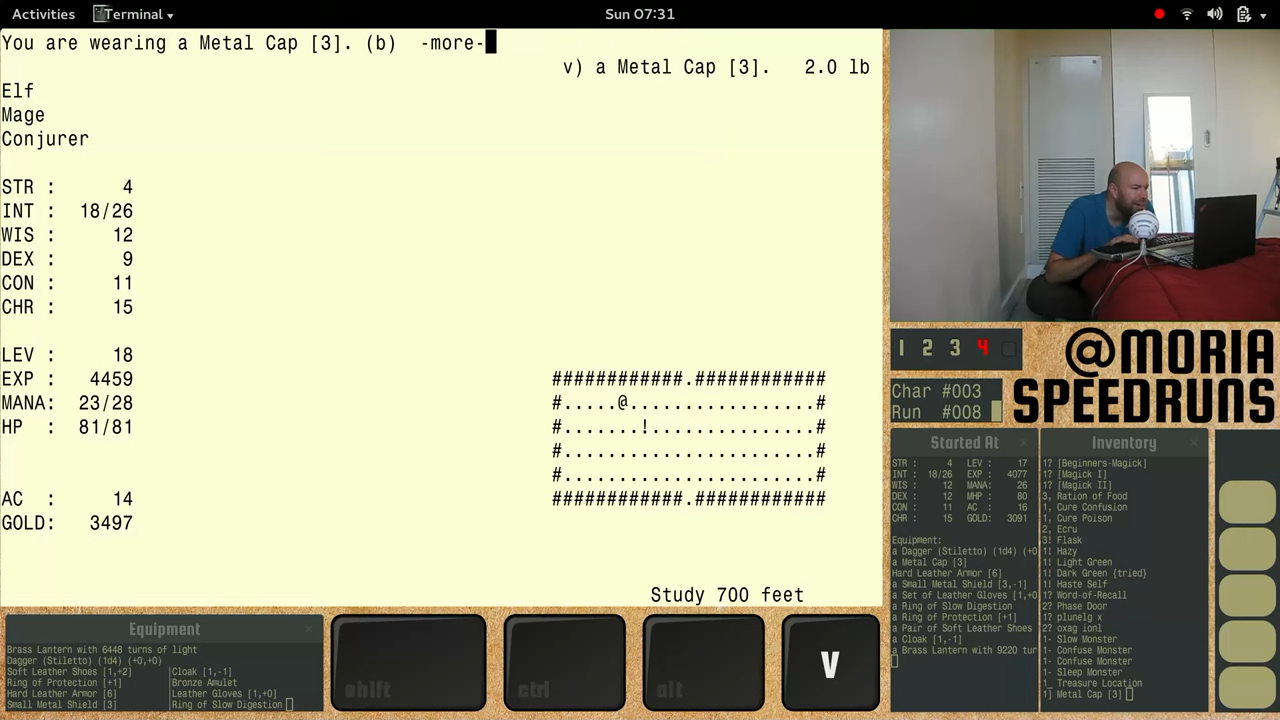 Activities Terminal ▾ Sun 07:31
You are wearing a Metal Cap [3]. (b) -more-
v) a Metal Cap [3]. 2.0 lb
Elf
Mage
Conjurer
STR : 4
INT : 18/26
WIS : 12
DEX : 9
CON : 11
CHR : 15
LEV : 18
EXP : 4459
MANA: 23/28
HP : 81/81
AC : 14
GOLD: 3497
############.############
#.....@.................#
#.......!...............#
#.......................#
#.......................#
############.############
Study 700 feet
1 2 3 4
@MORIA
SPEEDRUNS
Char #003
Run #008
Started At
STR : 4 LEV : 17
INT : 18/26 EXP : 4077
WIS : 12 MANA: 26
DEX : 12 MHP : 80
CON : 11 AC : 16
CHR : 15 GOLD: 3091
Equipment:
a Dagger (Stiletto) (1d4) (+0
a Metal Cap [3]
Hard Leather Armor [6]
a Small Metal Shield [3,-1]
a Set of Leather Gloves [1,+0
a Ring of Slow Digestion
a Ring of Protection [+1]
a Pair of Soft Leather Shoes
a Cloak [1,-1]
a Brass Lantern with 9220 tur
Inventory
1? [Beginners-Magick]
1? [Magick I]
1? [Magick II]
3, Ration of Food
1, Cure Confusion
1, Cure Poison
2, Ecru
3! Flask
1! Hazy
1! Light Green
1! Dark Green {tried}
1! Haste Self
1? Word-of-Recall
2? Phase Door
1? plunelg x
2? oxag ionl
1- Slow Monster
1- Confuse Monster
1- Confuse Monster
1- Sleep Monster
1_ Treasure Location
1] Metal Cap [3]
Equipment
Brass Lantern with 6448 turns of light
Dagger (Stiletto) (1d4) (+0,+0)
Soft Leather Shoes [1,+2] |Cloak [1,-1]
Ring of Protection [+1] |Bronze Amulet
Hard Leather Armor [6] |Leather Gloves [1,+0]
Small Metal Shield [3] |Ring of Slow Digestion
shift
ctrl
alt
V